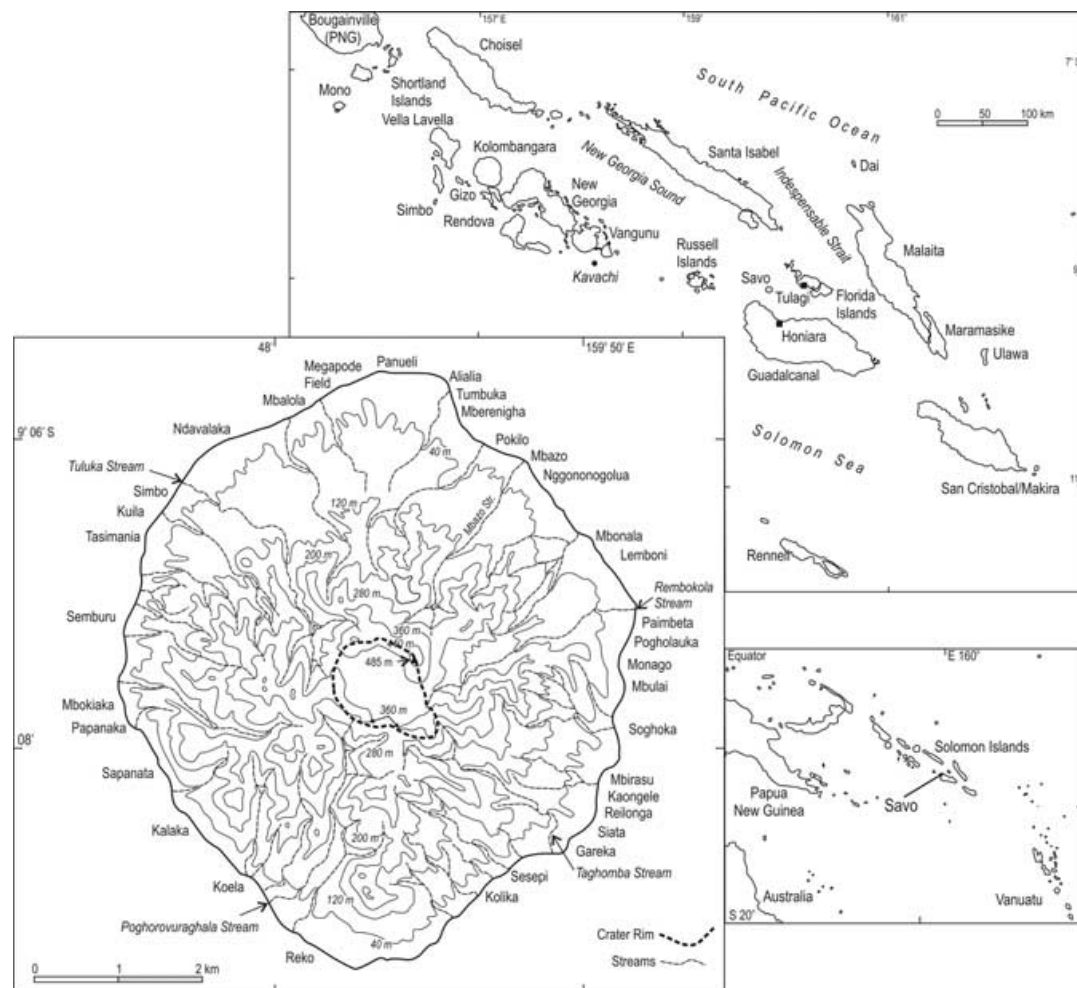 157' E
159'
161'
Bougainville
(PNG)
Choisel
7' S
Shortland
Islands
Mono
South Pacific Ocean
0 50 100 km
Vella Lavella
Kolombangara
New Georgia Sound
Santa Isabel
Dai
Gizo
New
Georgia
Simbo
Rendova
Indespensable Strait
Vangunu
Russell
Islands
Malaita
Kavachi
Savo
Tulagi
Florida
Islands
Honiara
Maramasike
Ulawa
Guadalcanal
Solomon Sea
San Cristobal/Makira
Rennell
48'
159' 50' E
Panueli
Megapode
Field
Alialia
Mbalola
Tumbuka
Mberenigha
Ndavalaka
9' 06' S
Pokilo
40 m
Mbazo
Tuluka Stream
Nggononogolua
Simbo
120 m
Mbazo Str.
Kuila
Tasimania
Mbonala
200 m
Lemboni
280 m
Rembokola
Stream
Semburu
360 m
Paimbeta
Pogholauka
485 m
Monago
Mbulai
Mbokiaka
360 m
Papanaka
Soghoka
08'
280 m
Sapanata
Mbirasu
Kaongele
Reilonga
Kalaka
Siata
200 m
Gareka
Koela
Sesepi
Taghomba Stream
120 m
Kolika
Poghorovuraghala Stream
40 m
Reko
Crater Rim
Streams
0 1 2 km
Equator
E 160'
Solomon Islands
Papua
New Guinea
Savo
Australia
Vanuatu
S 20'